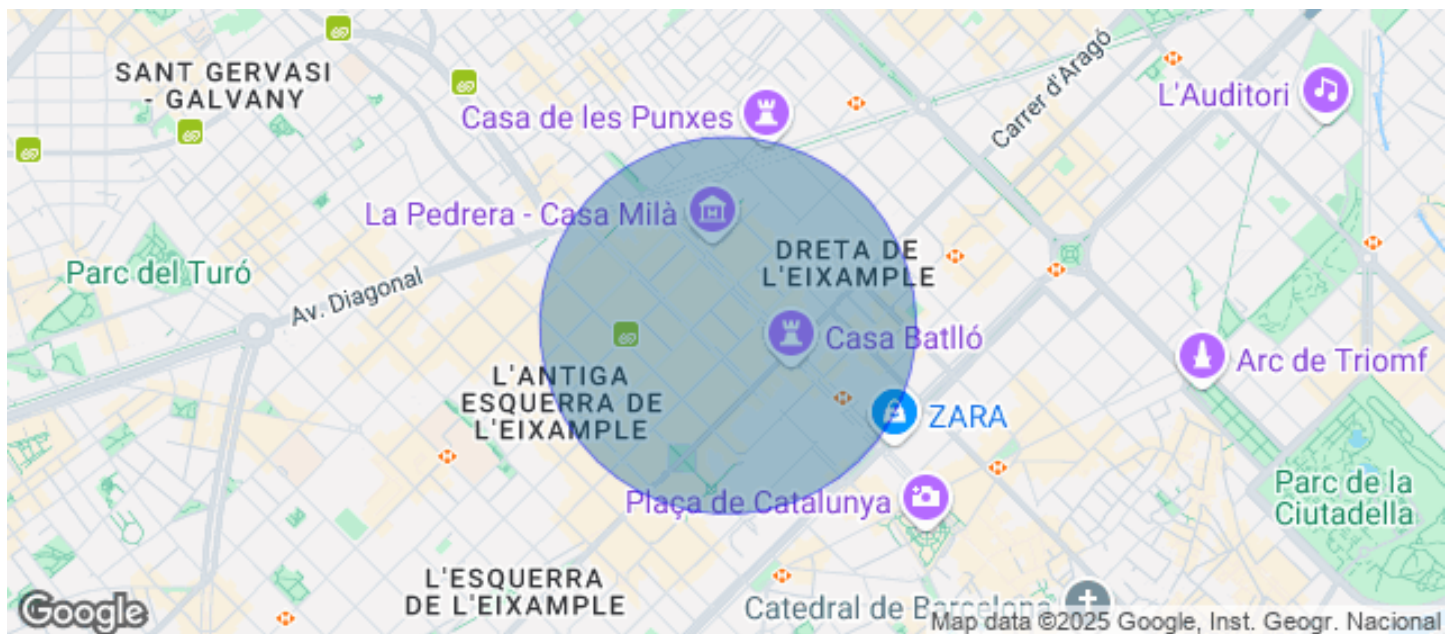 SANT GERVASI
- GALVANY
Casa de les Punxes
Carrer d'Aragó
L'Auditori
La Pedrera - Casa Milà
DRETA DE
L'EIXAMPLE
Parc del Turó
Av. Diagonal
Casa Batlló
Arc de Triomf
L'ANTIGA
ESQUERRA DE
L'EIXAMPLE
ZARA
Plaça de Catalunya
Parc de la
Ciutadella
L'ESQUERRA
DE L'EIXAMPLE
Catedral de Barcelona
Google
Map data ©2025 Google, Inst. Geogr. Nacional